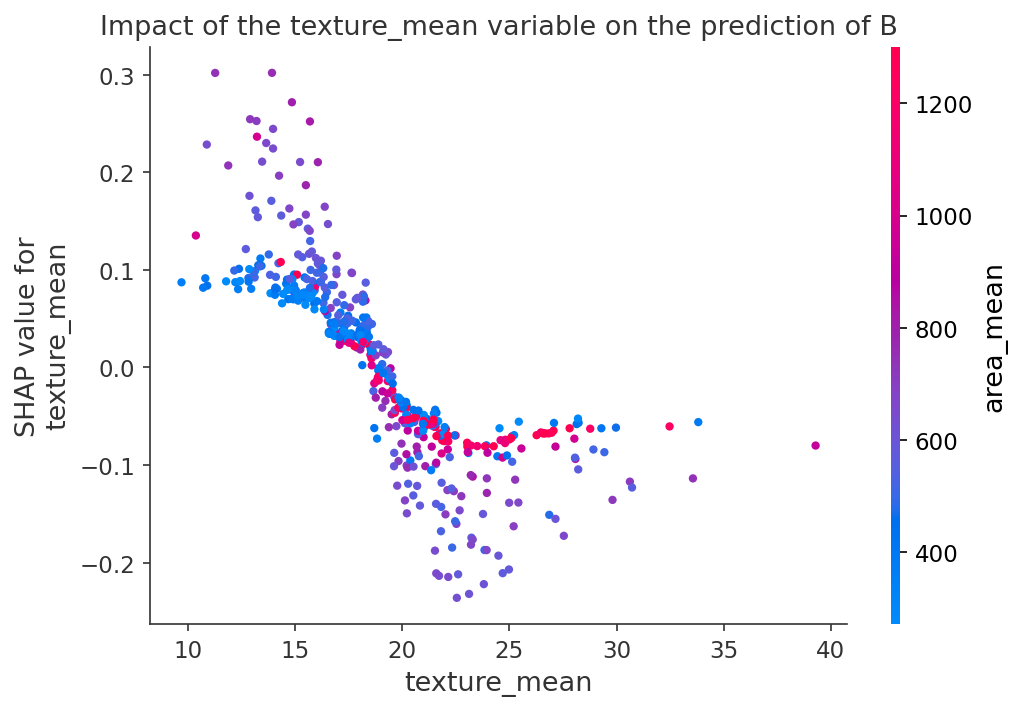 Impact of the texture_mean variable on the prediction of B
0.3
0.2
0.1
0.0
−0.1
−0.2
SHAP value for
texture_mean
10 15 20 25 30 35 40
texture_mean
1200
1000
800
600
400
area_mean